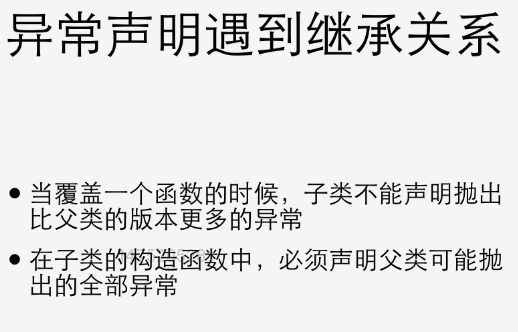 异常声明遇到继承关系
• 当覆盖一个函数的时候，子类不能声明抛出
比父类的版本更多的异常
• 在子类的构造函数中，必须声明父类可能抛
出的全部异常